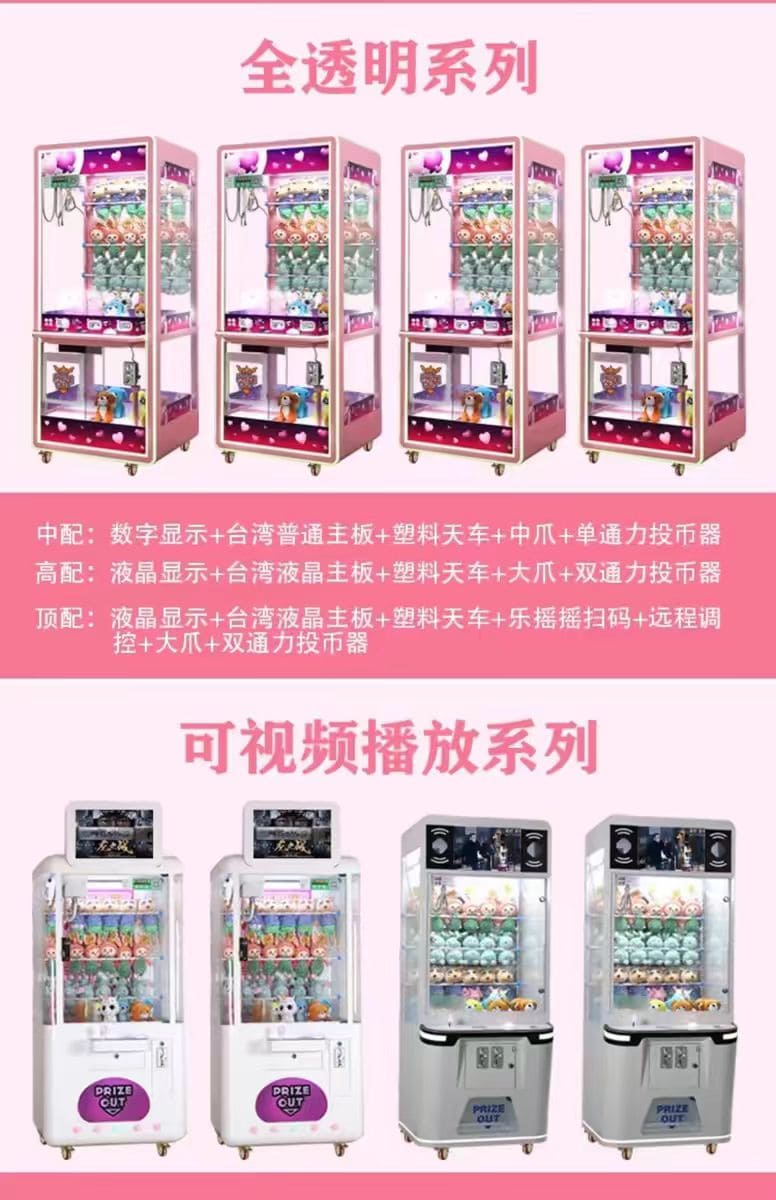 全透明系列
中配：数字显示+台湾普通主板+塑料天车+中爪+单通力投币器
高配：液晶显示+台湾液晶主板+塑料天车+大爪+双通力投币器
顶配：液晶显示+台湾液晶主板+塑料天车+乐摇摇扫码+远程调
控+大爪+双通力投币器
可视频播放系列
PRIZE
OUT
PRIZE
OUT
PRIZE
OUT
PRIZE
OUT